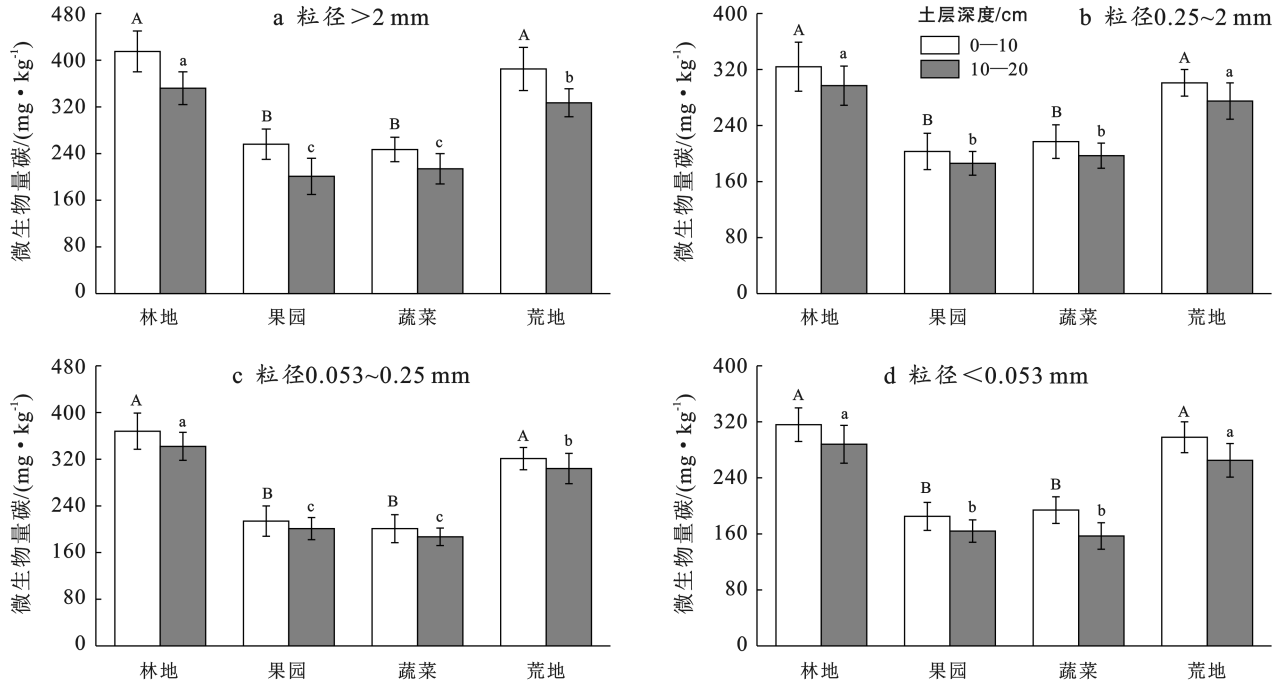 a 粒径＞2 mm
微生物量碳/(mg·kg⁻¹)
480
400
320
240
160
80
0
A
a
B
c
B
c
A
b
林地
果园
蔬菜
荒地
b 粒径0.25~2 mm
土层深度/cm
0—10
10—20
微生物量碳/(mg·kg⁻¹)
400
320
240
160
80
0
A
a
B
b
B
b
A
a
林地
果园
蔬菜
荒地
c 粒径0.053~0.25 mm
微生物量碳/(mg·kg⁻¹)
480
400
320
240
160
80
0
A
a
B
c
B
c
A
b
林地
果园
蔬菜
荒地
d 粒径＜0.053 mm
微生物量碳/(mg·kg⁻¹)
400
320
240
160
80
0
A
a
B
b
B
b
A
a
林地
果园
蔬菜
荒地